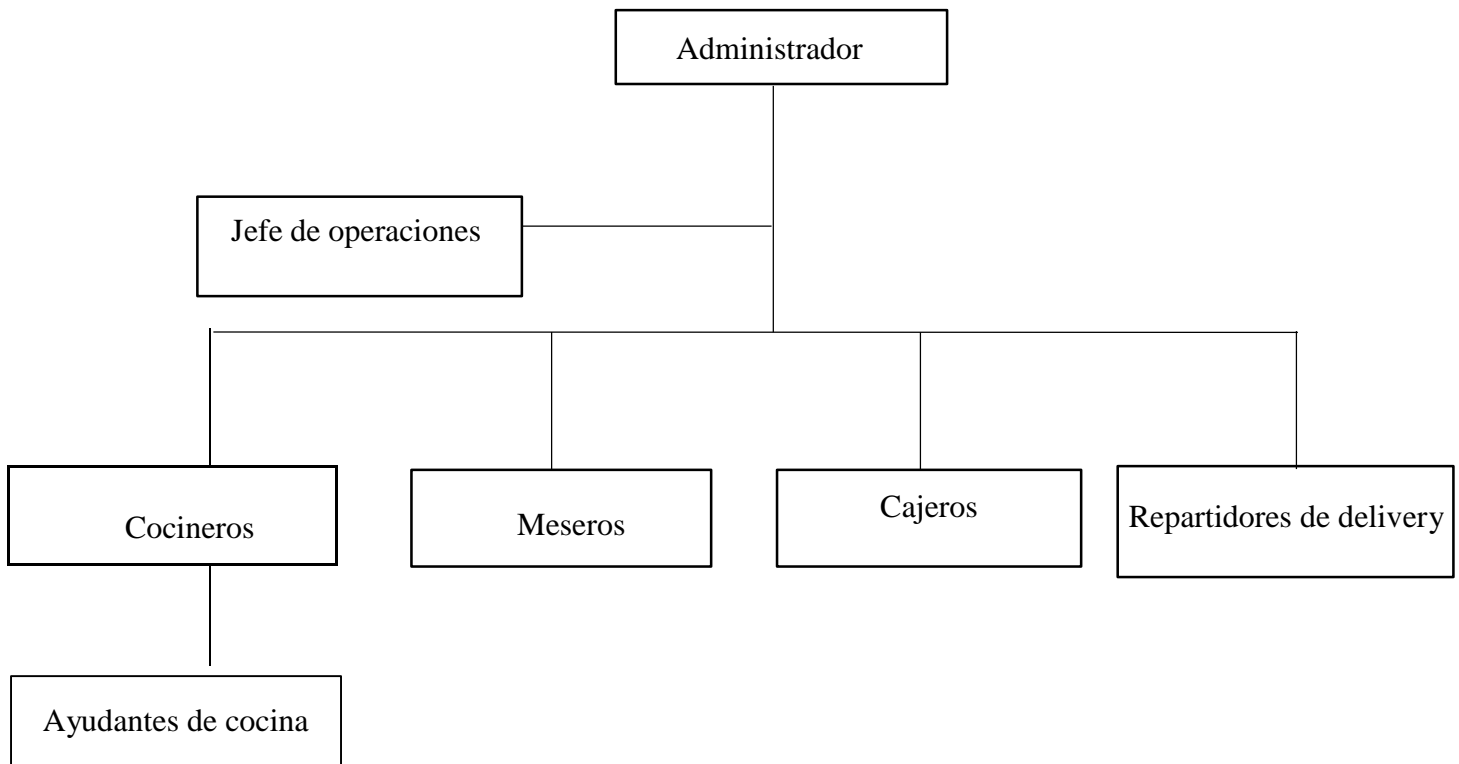 Administrador
Jefe de operaciones
Cocineros
Meseros
Cajeros
Repartidores de delivery
Ayudantes de cocina